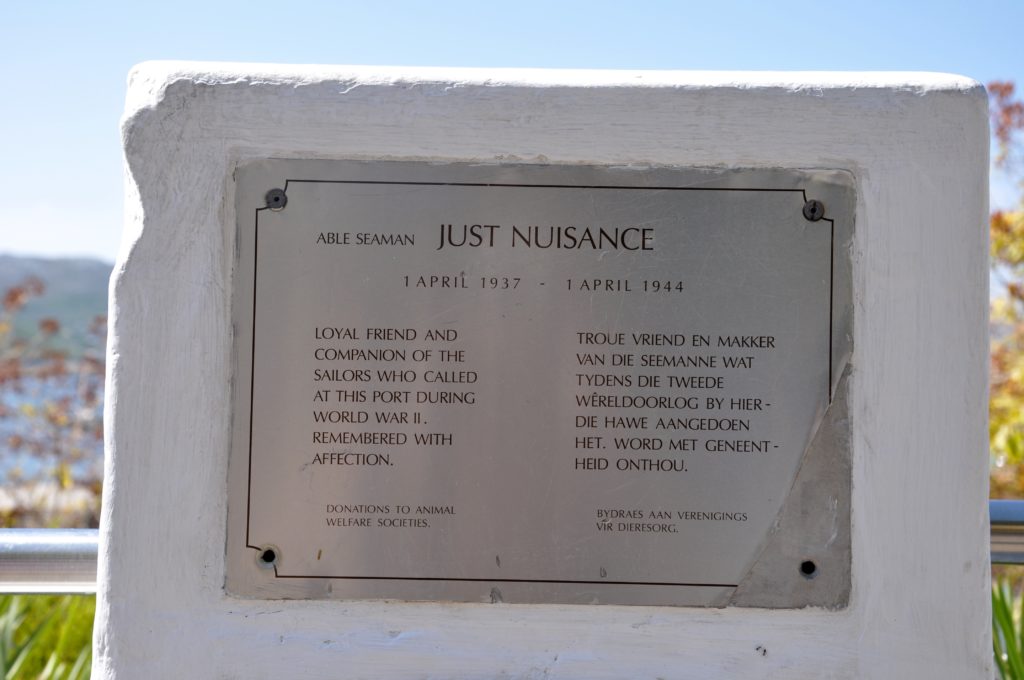 ABLE SEAMAN JUST NUISANCE
1 APRIL 1937 - 1 APRIL 1944
LOYAL FRIEND AND
COMPANION OF THE
SAILORS WHO CALLED
AT THIS PORT DURING
WORLD WAR II.
REMEMBERED WITH
AFFECTION.
DONATIONS TO ANIMAL
WELFARE SOCIETIES.
TROUE VRIEND EN MAKKER
VAN DIE SEEMANNE WAT
TYDENS DIE TWEEDE
WÊRELDOORLOG BY HIER-
DIE HAWE AANGEDOEN
HET. WORD MET GENEENT-
HEID ONTHOU.
BYDRAES AAN VERENIGINGS
VIR DIERESORG.